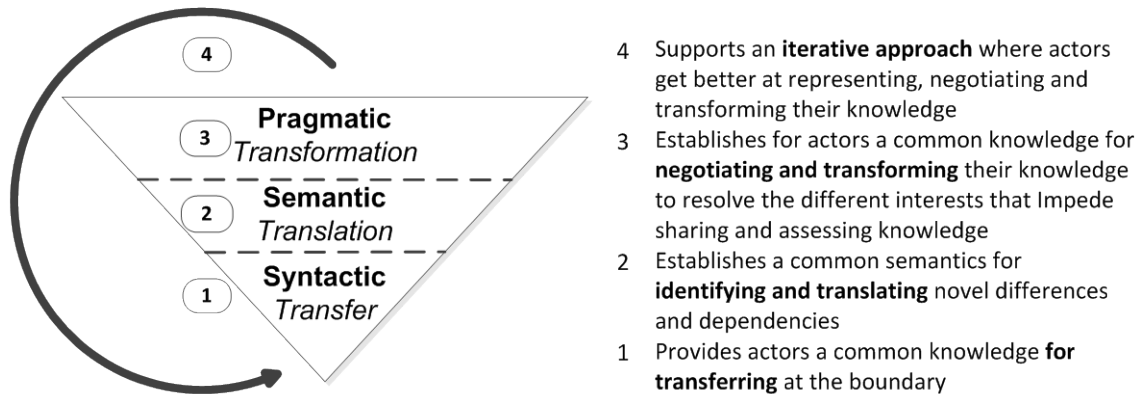 4
Pragmatic
3
Transformation
Semantic
2
Translation
Syntactic
1
Transfer
4 Supports an iterative approach where actors
get better at representing, negotiating and
transforming their knowledge
3 Establishes for actors a common knowledge for
negotiating and transforming their knowledge
to resolve the different interests that Impede
sharing and assessing knowledge
2 Establishes a common semantics for
identifying and translating novel differences
and dependencies
1 Provides actors a common knowledge for
transferring at the boundary